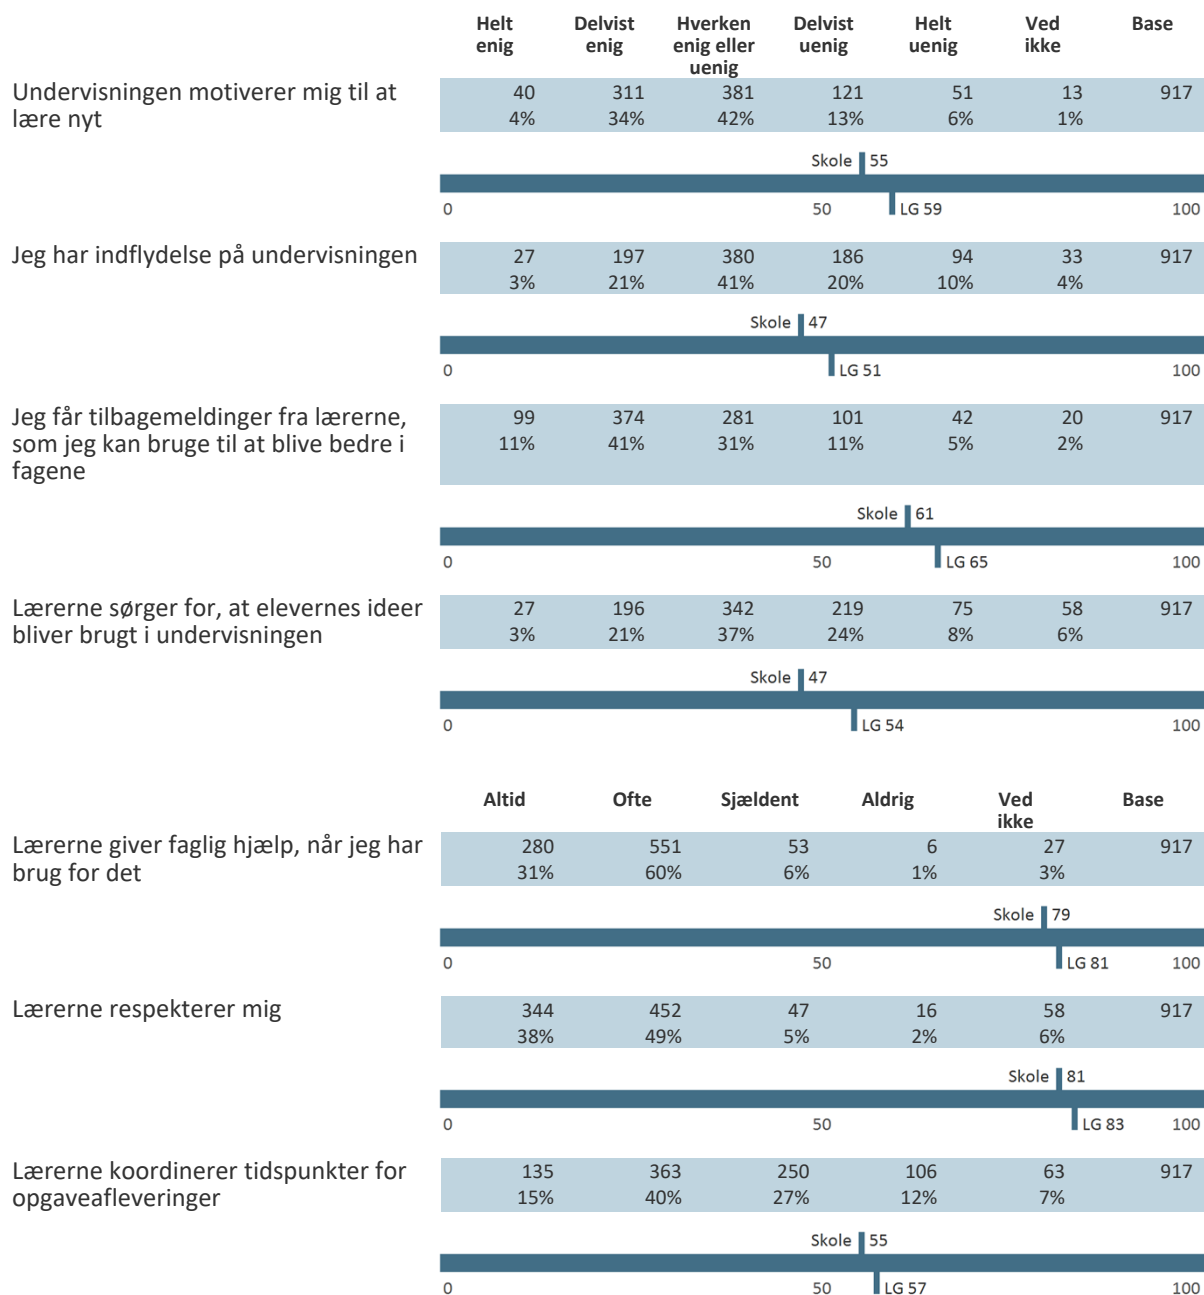 Helt enig Delvist enig Hverken enig eller uenig Delvist uenig Helt uenig Ved ikke Base
Undervisningen motiverer mig til at 40 311 381 121 51 13 917
lære nyt 4% 34% 42% 13% 6% 1%
Skole 55
0 50 LG 59 100
Jeg har indflydelse på undervisningen 27 197 380 186 94 33 917
3% 21% 41% 20% 10% 4%
Skole 47
0 LG 51 100
Jeg får tilbagemeldinger fra lærerne, 99 374 281 101 42 20 917
som jeg kan bruge til at blive bedre i 11% 41% 31% 11% 5% 2%
fagene
Skole 61
0 50 LG 65 100
Lærerne sørger for, at elevernes ideer 27 196 342 219 75 58 917
bliver brugt i undervisningen 3% 21% 37% 24% 8% 6%
Skole 47
0 LG 54 100
Altid Ofte Sjældent Aldrig Ved ikke Base
Lærerne giver faglig hjælp, når jeg har 280 551 53 6 27 917
brug for det 31% 60% 6% 1% 3%
Skole 79
0 50 LG 81 100
Lærerne respekterer mig 344 452 47 16 58 917
38% 49% 5% 2% 6%
Skole 81
0 50 LG 83 100
Lærerne koordinerer tidspunkter for 135 363 250 106 63 917
opgaveafleveringer 15% 40% 27% 12% 7%
Skole 55
0 50 LG 57 100